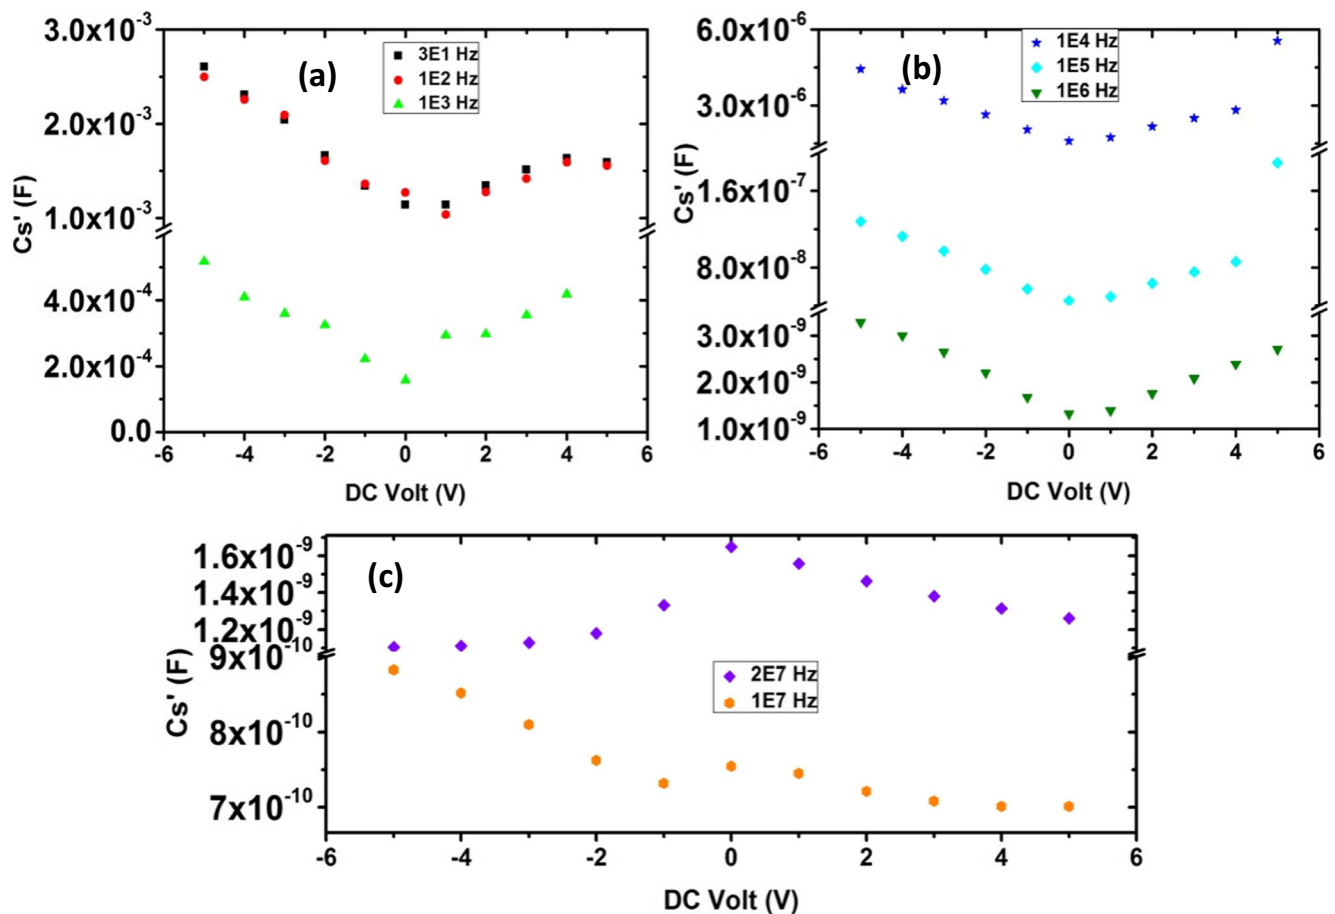 (a)
3E1 Hz
1E2 Hz
1E3 Hz
3.0x10⁻³
2.0x10⁻³
1.0x10⁻³
4.0x10⁻⁴
2.0x10⁻⁴
0.0
Cs' (F)
-6 -4 -2 0 2 4 6
DC Volt (V)
(b)
1E4 Hz
1E5 Hz
1E6 Hz
6.0x10⁻⁶
3.0x10⁻⁶
1.6x10⁻⁷
8.0x10⁻⁸
3.0x10⁻⁹
2.0x10⁻⁹
1.0x10⁻⁹
Cs' (F)
-6 -4 -2 0 2 4 6
DC Volt (V)
(c)
2E7 Hz
1E7 Hz
1.6x10⁻⁹
1.4x10⁻⁹
1.2x10⁻⁹
9x10⁻¹⁰
8x10⁻¹⁰
7x10⁻¹⁰
Cs' (F)
-6 -4 -2 0 2 4 6
DC Volt (V)